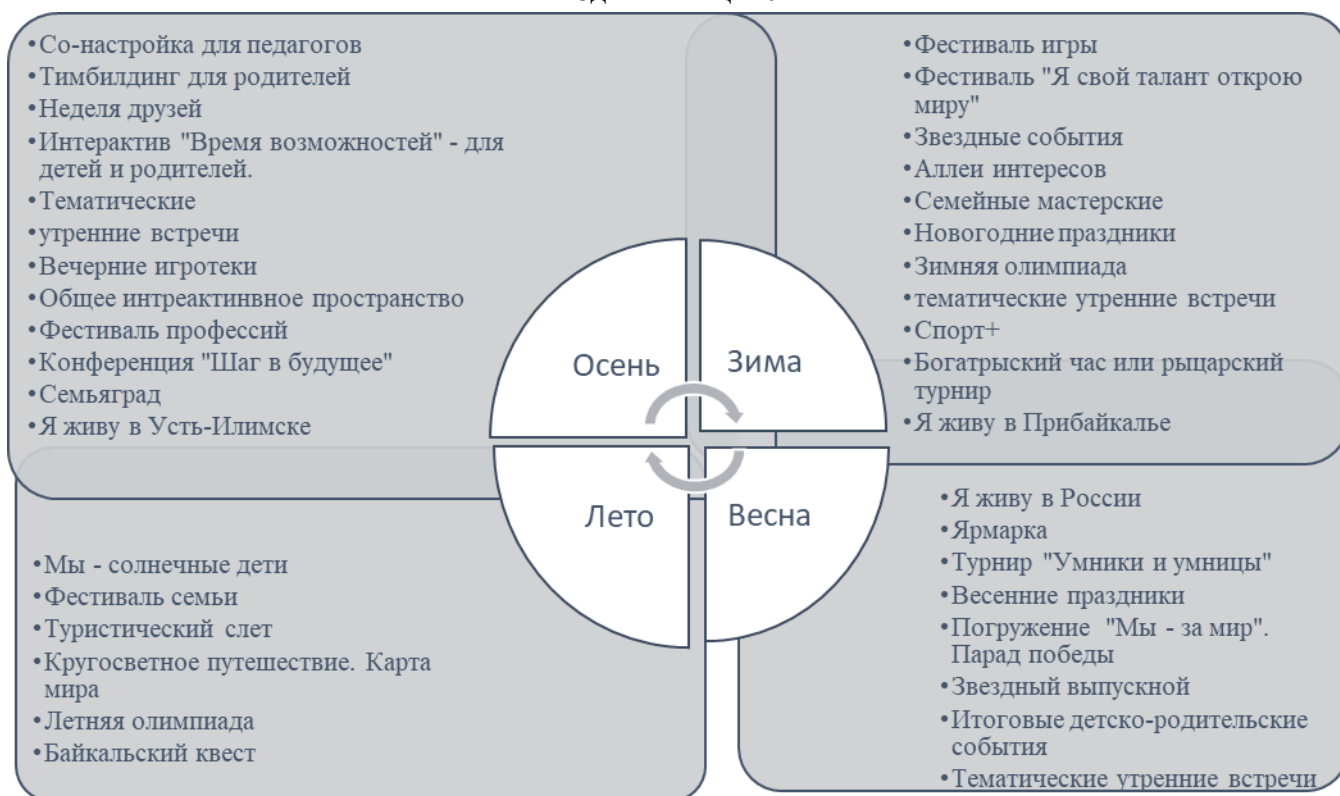 •Со-настройка для педагогов
•Тимбилдинг для родителей
•Неделя друзей
•Интерактив "Время возможностей" - для
детей и родителей.
•Тематические
•утренние встречи
•Вечерние игротеки
•Общее интреактинвное пространство
•Фестиваль профессий
•Конференция "Шаг в будущее"
•Семьяград
•Я живу в Усть-Илимске
•Фестиваль игры
•Фестиваль "Я свой талант открою
миру"
•Звездные события
•Аллеи интересов
•Семейные мастерские
•Новогодние праздники
•Зимняя олимпиада
•тематические утренние встречи
•Спорт+
•Богатрыский час или рыцарский
турнир
•Я живу в Прибайкалье
Осень
Зима
Лето
Весна
•Мы - солнечные дети
•Фестиваль семьи
•Туристический слет
•Кругосветное путешествие. Карта
мира
•Летняя олимпиада
•Байкальский квест
•Я живу в России
•Ярмарка
•Турнир "Умники и умницы"
•Весенние праздники
•Погружение "Мы - за мир".
Парад победы
•Звездный выпускной
•Итоговые детско-родительские
события
•Тематические утренние встречи